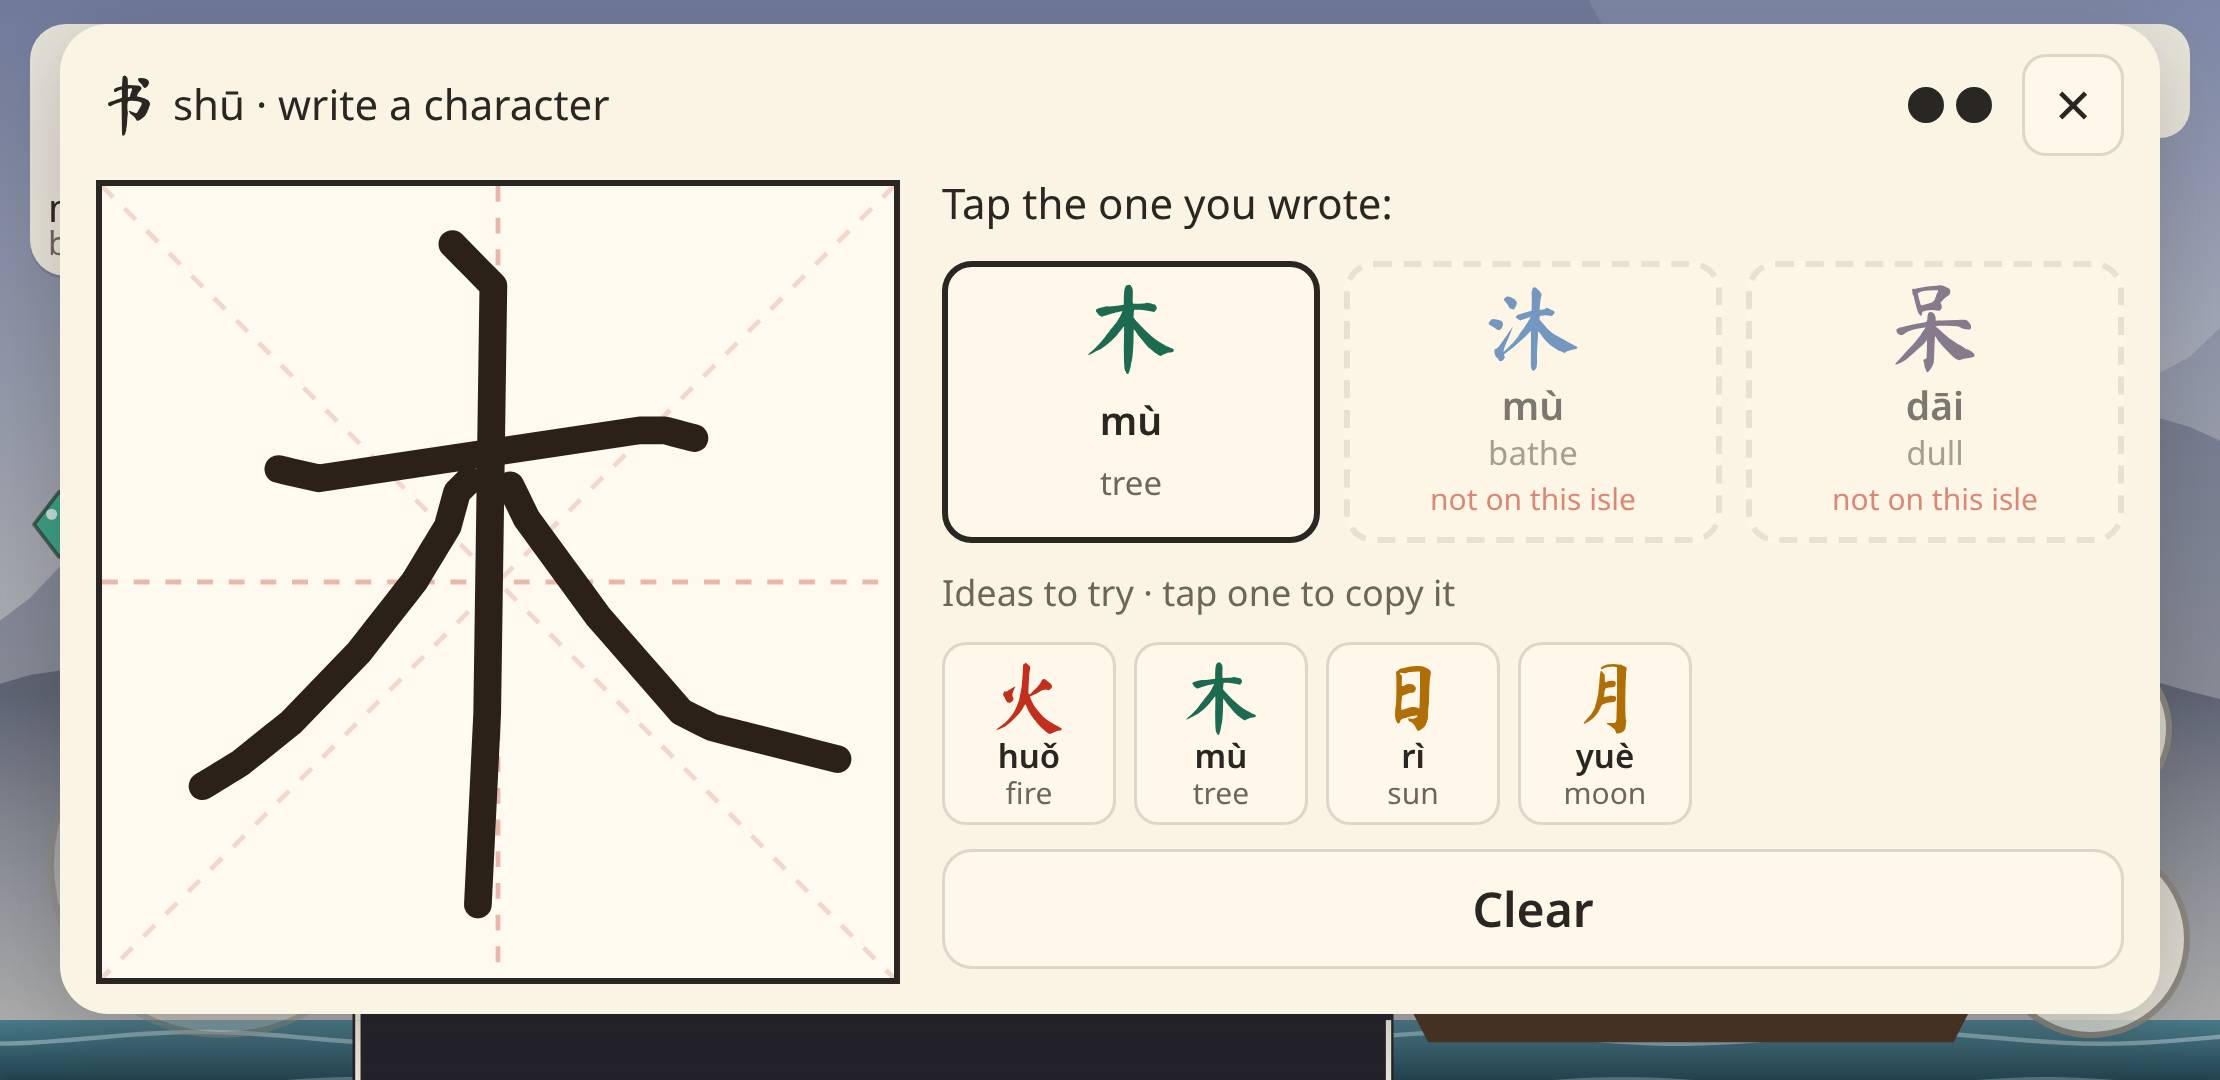 书 shū · write a character
木
Tap the one you wrote:
木
mù
tree
沐
mù
bathe
not on this isle
呆
dāi
dull
not on this isle
Ideas to try · tap one to copy it
火
huǒ
fire
木
mù
tree
日
rì
sun
月
yuè
moon
Clear